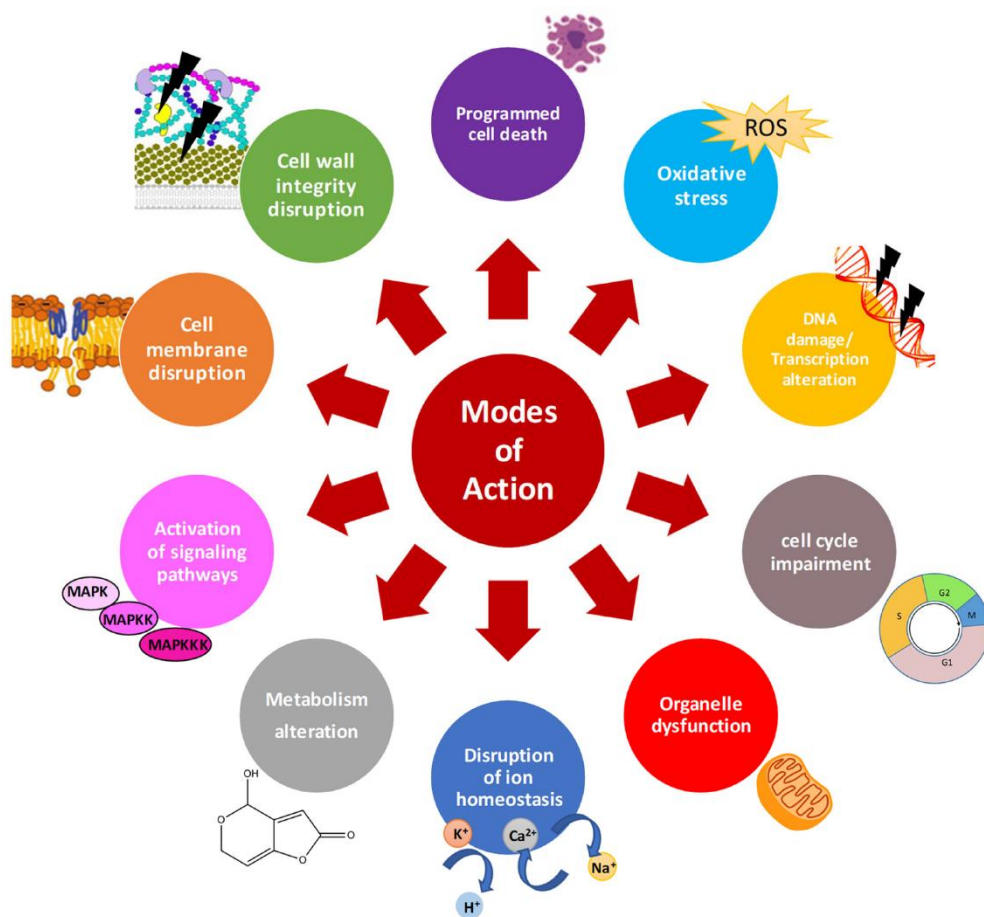 Programmed
cell death
ROS
Oxidative
stress
Cell wall
integrity
disruption
DNA
damage/
Transcription
alteration
Cell
membrane
disruption
Modes
of
Action
cell cycle
impairment
G2
S
M
G1
Activation
of signaling
pathways
MAPK
MAPKK
MAPKKK
Organelle
dysfunction
Metabolism
alteration
OH
O
O
O
Disruption
of ion
homeostasis
K⁺
Ca²⁺
Na⁺
H⁺